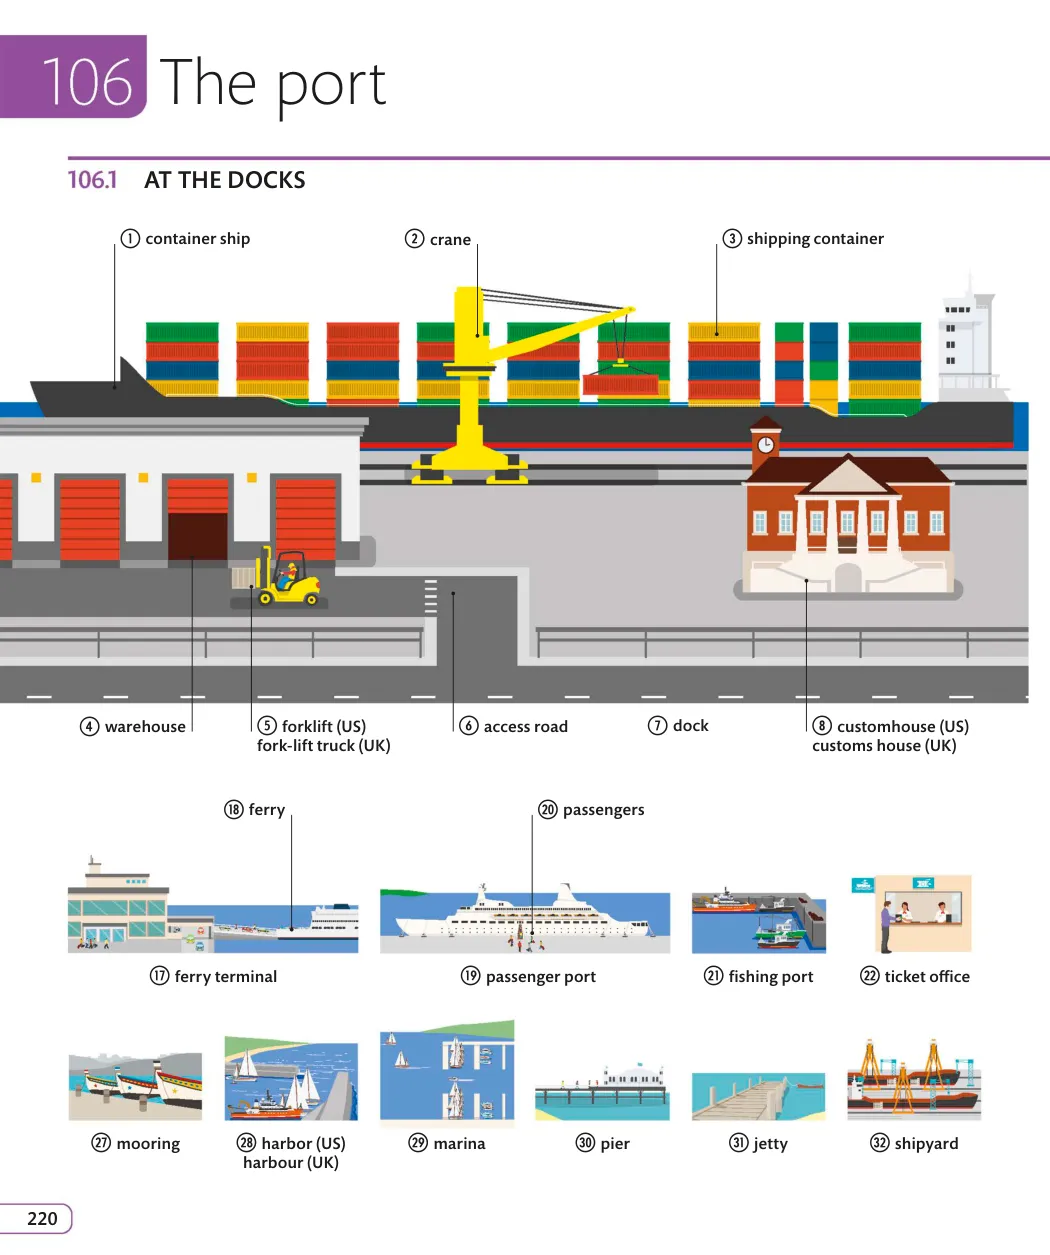 106 The port
106.1 AT THE DOCKS
① container ship
② crane
③ shipping container
④ warehouse
⑤ forklift (US)
fork-lift truck (UK)
⑥ access road
⑦ dock
⑧ customhouse (US)
customs house (UK)
⑱ ferry
⑳ passengers
⑰ ferry terminal
⑲ passenger port
㉑ fishing port
㉒ ticket office
㉗ mooring
㉘ harbor (US)
harbour (UK)
㉙ marina
㉚ pier
㉛ jetty
㉜ shipyard
220